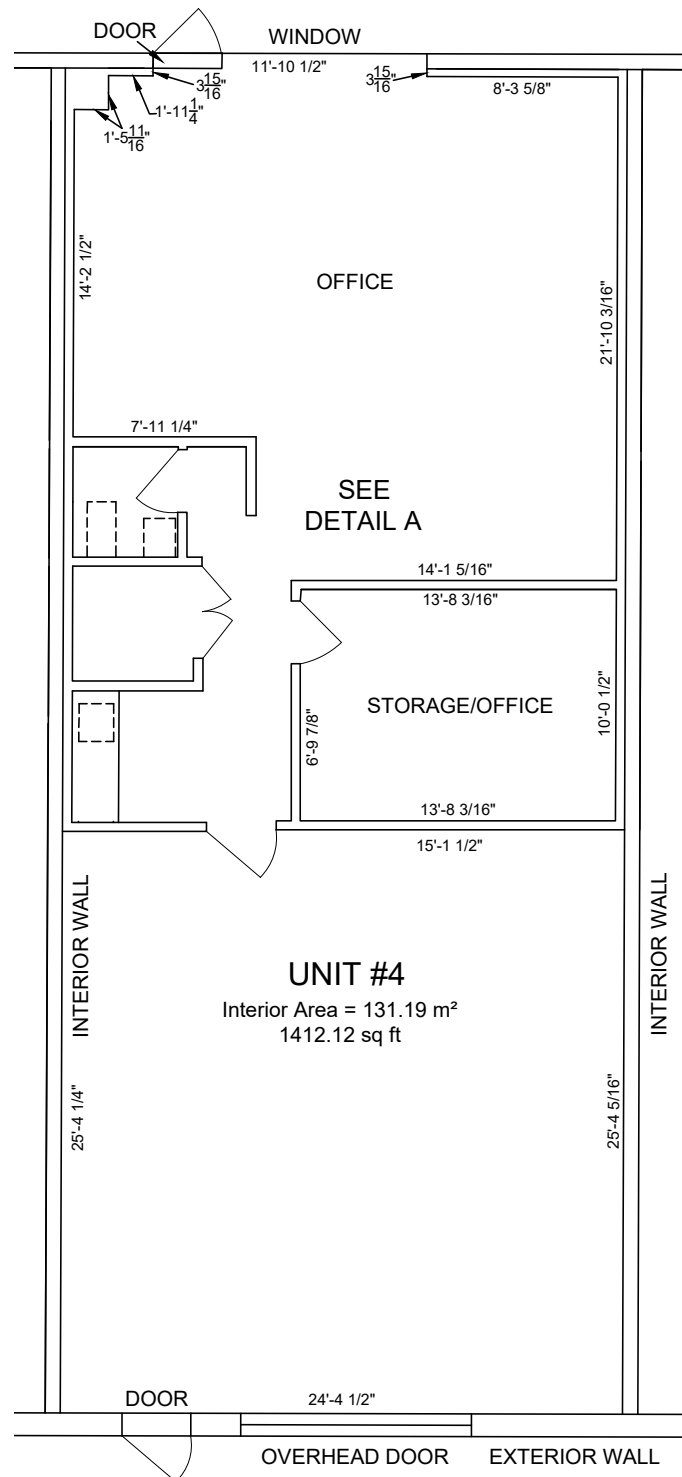 DOOR
WINDOW
11'-10 1/2"
3 15/16"
3 15/16"
8'-3 5/8"
1'-11 1/4"
1'-5 11/16"
14'-2 1/2"
OFFICE
21'-10 3/16"
7'-11 1/4"
SEE
DETAIL A
14'-1 5/16"
13'-8 3/16"
STORAGE/OFFICE
10'-0 1/2"
6'-9 7/8"
13'-8 3/16"
15'-1 1/2"
INTERIOR WALL
INTERIOR WALL
UNIT #4
Interior Area = 131.19 m²
1412.12 sq ft
25'-4 1/4"
25'-4 5/16"
DOOR
24'-4 1/2"
OVERHEAD DOOR
EXTERIOR WALL